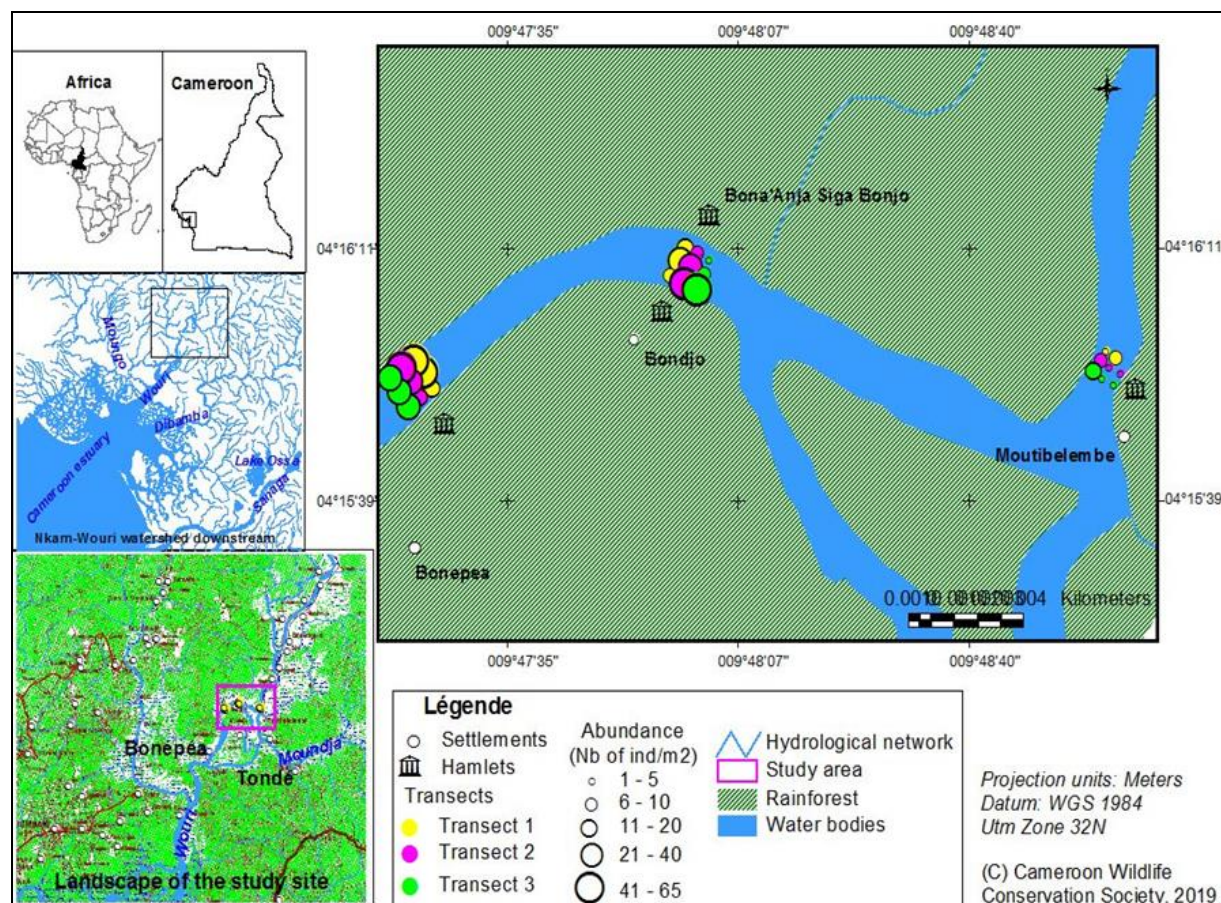 Africa
Cameroon
Moungo
Wouri
Dibamba
Cameroon estuary
Lake Ossa
Sanaga
Nkam-Wouri watershed downstream
Bonepea
Tonde
Moundja
Wouri
Landscape of the study site
009°47'35"
009°48'07"
009°48'40"
04°16'11
04°16'11
Bona'Anja Siga Bonjo
Bondjo
Moutibelembe
04°15'39
04°15'39
Bonepea
Kilometers
009°47'35"
009°48'07"
009°48'40"
Légende
Settlements
Hamlets
Transects
Transect 1
Transect 2
Transect 3
Abundance
(Nb of ind/m2)
1 - 5
6 - 10
11 - 20
21 - 40
41 - 65
Hydrological network
Study area
Rainforest
Water bodies
Projection units: Meters
Datum: WGS 1984
Utm Zone 32N
(C) Cameroon Wildlife
Conservation Society, 2019